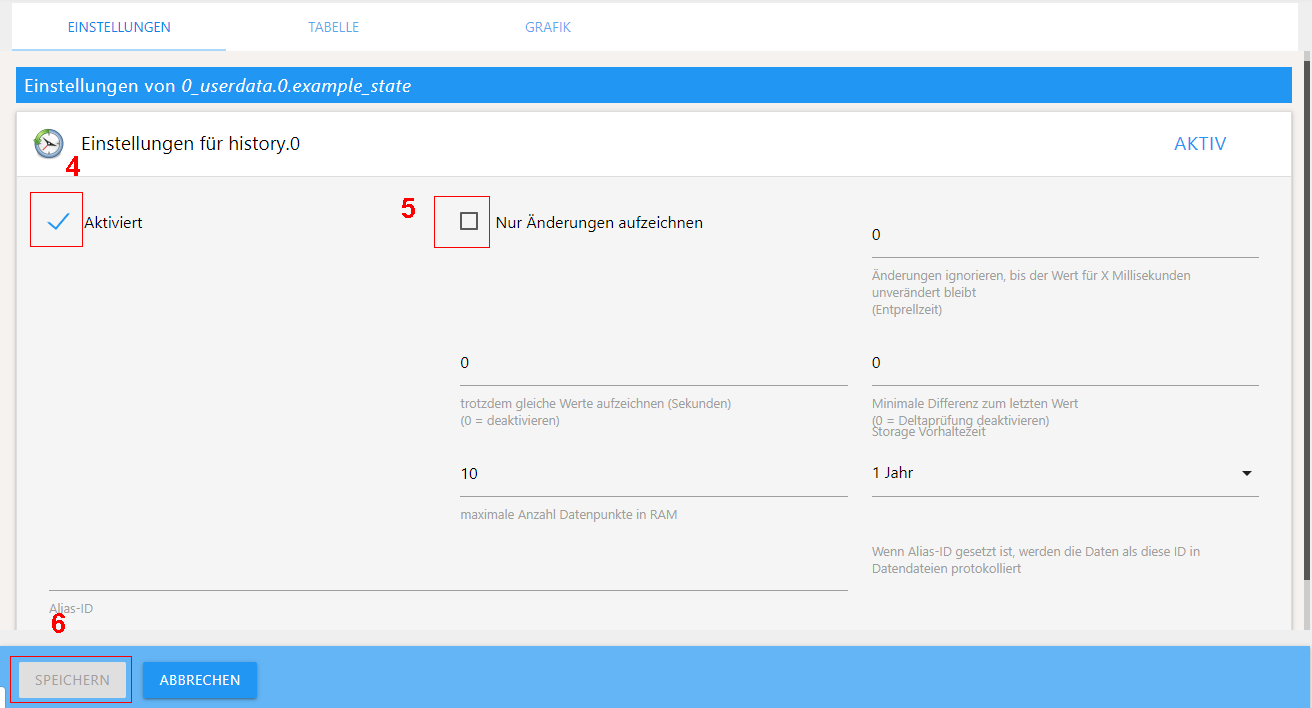 EINSTELLUNGEN TABELLE GRAFIK
Einstellungen von 0_userdata.0.example_state
Einstellungen für history.0 AKTIV
4
Aktiviert
5
Nur Änderungen aufzeichnen
0
Änderungen ignorieren, bis der Wert für X Millisekunden
unverändert bleibt
(Entprellzeit)
0
trotzdem gleiche Werte aufzeichnen (Sekunden)
(0 = deaktivieren)
0
Minimale Differenz zum letzten Wert
(0 = Deltaprüfung deaktivieren)
Storage Vorhaltezeit
10
maximale Anzahl Datenpunkte in RAM
1 Jahr
Wenn Alias-ID gesetzt ist, werden die Daten als diese ID in
Datendateien protokolliert
Alias-ID
6
SPEICHERN ABBRECHEN